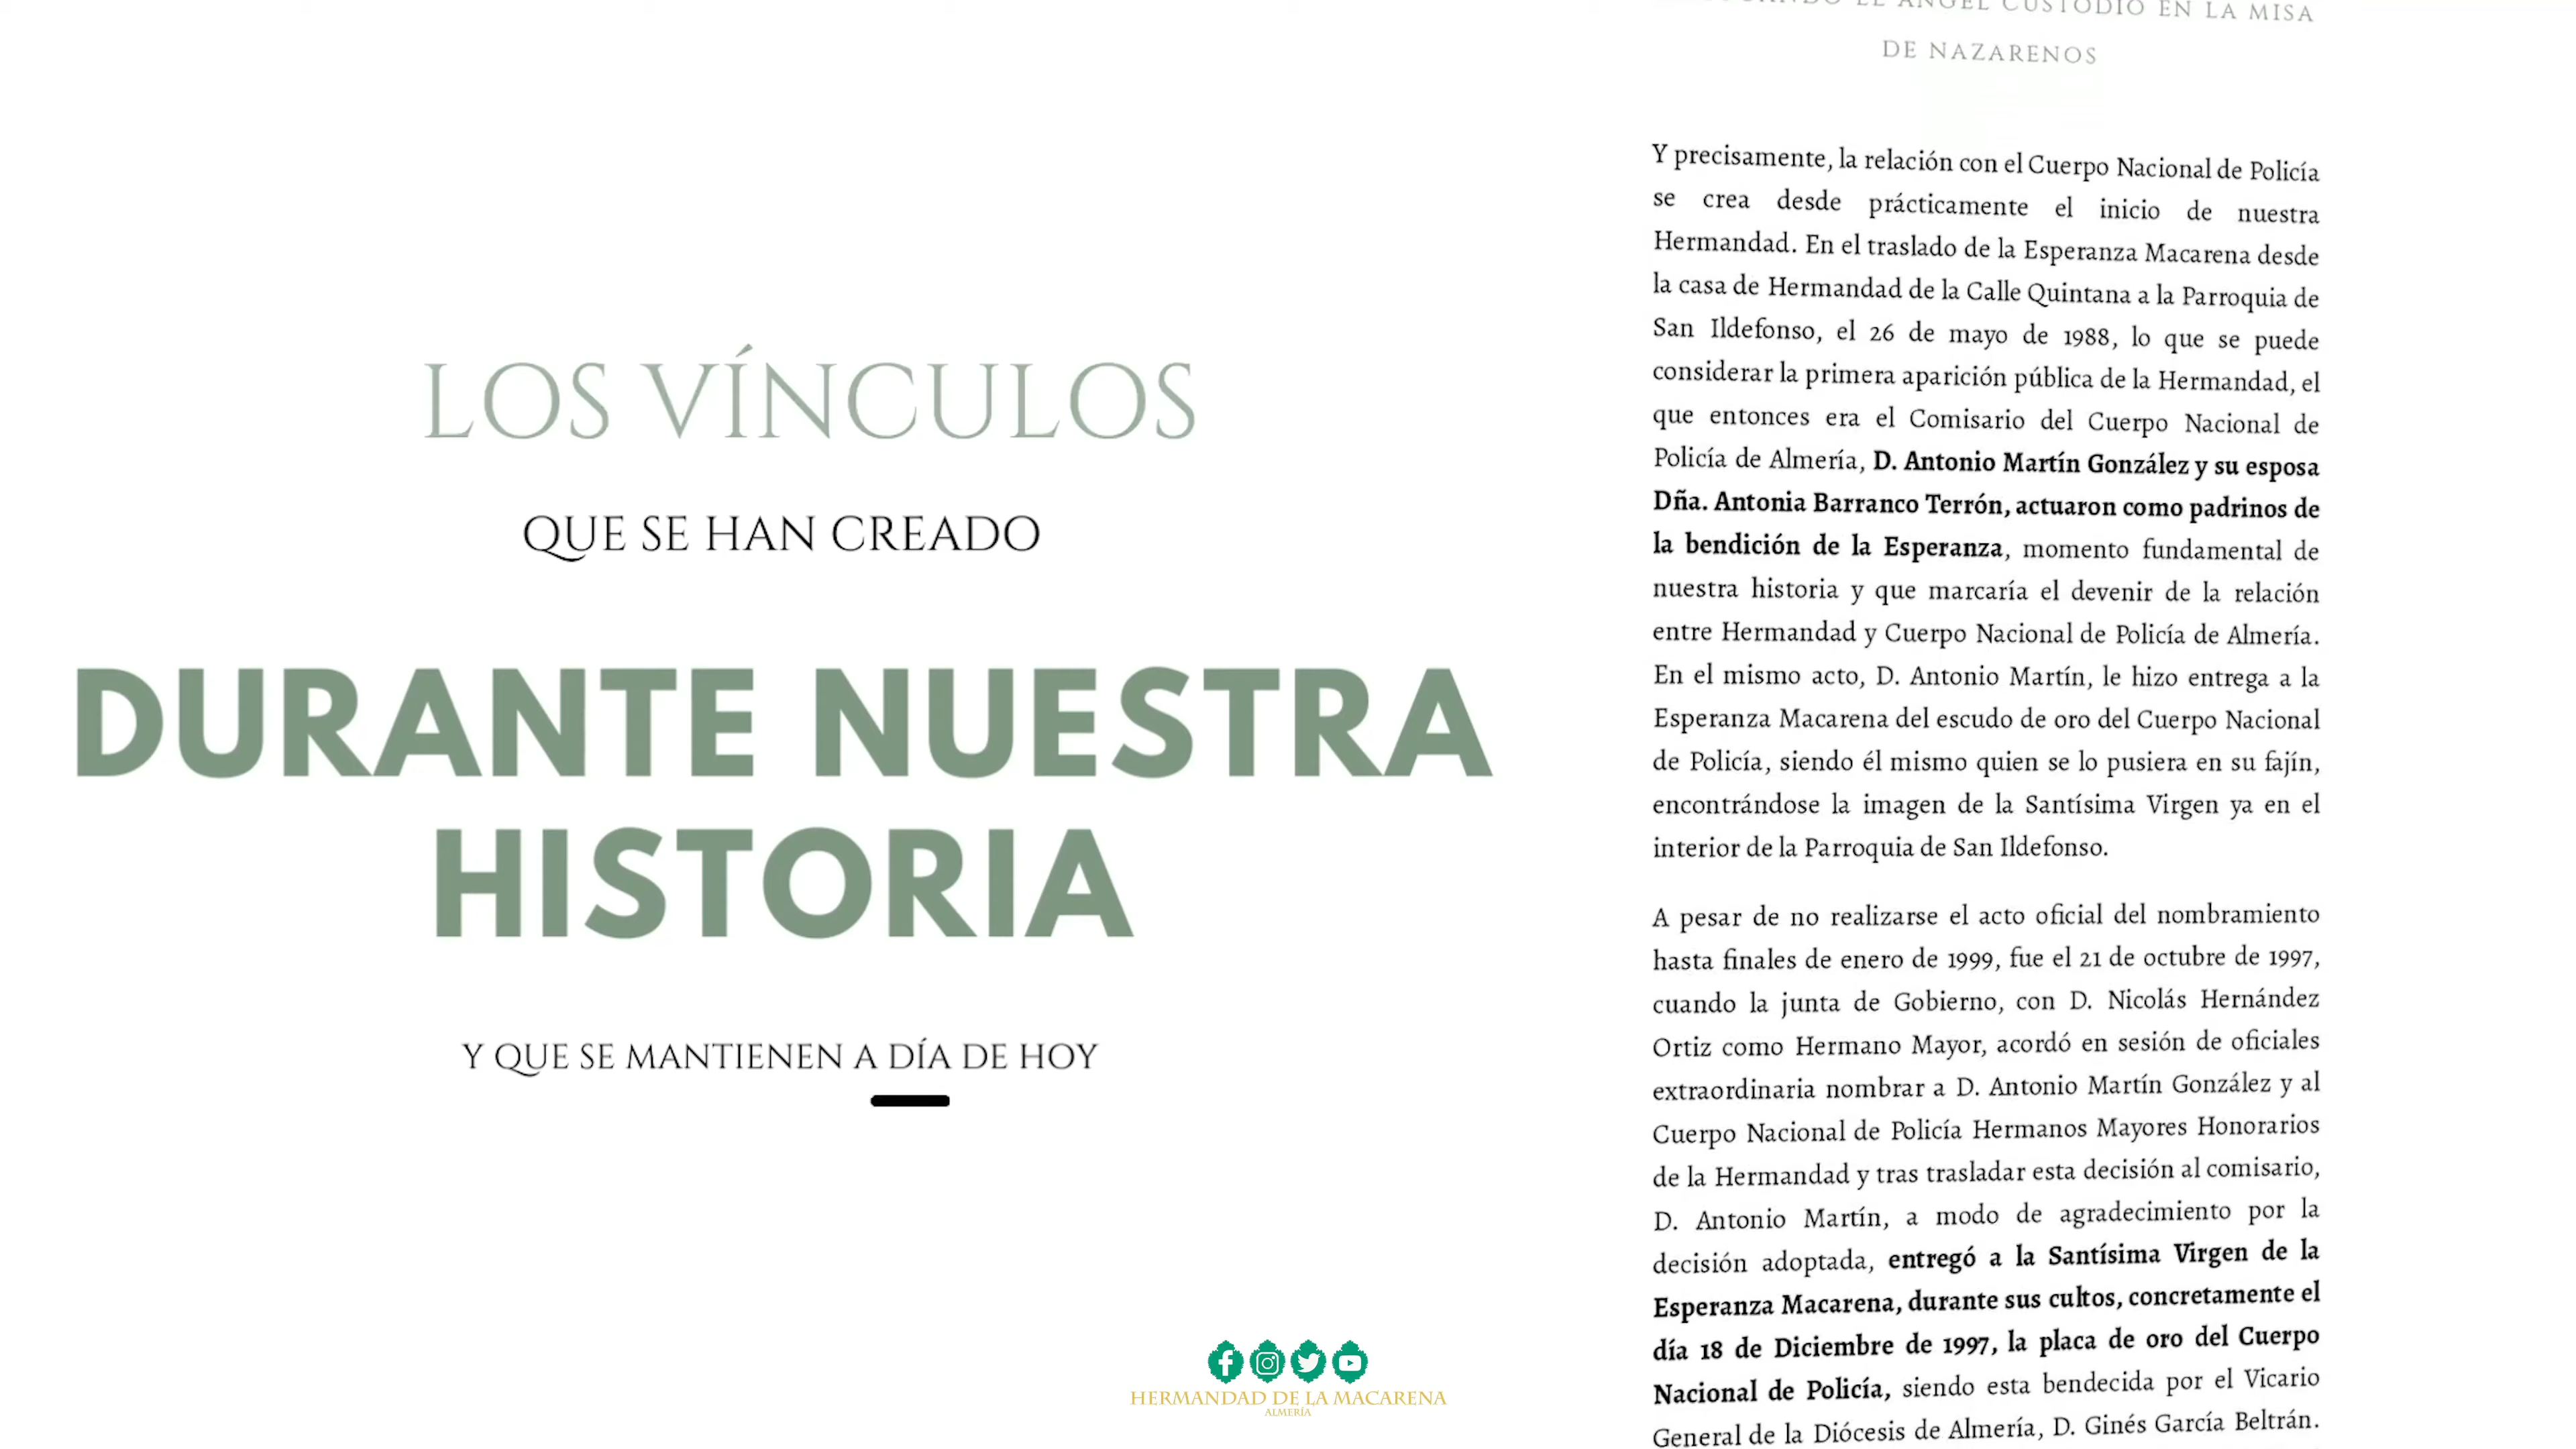 LOS VÍNCULOS
QUE SE HAN CREADO
DURANTE NUESTRA
HISTORIA
Y QUE SE MANTIENEN A DÍA DE HOY
EL ÁNGEL CUSTODIO EN LA MISA
DE NAZARENOS
Y precisamente, la relación con el Cuerpo Nacional de Policía
se crea desde prácticamente el inicio de nuestra
Hermandad. En el traslado de la Esperanza Macarena desde
la casa de Hermandad de la Calle Quintana a la Parroquia de
San Ildefonso, el 26 de mayo de 1988, lo que se puede
considerar la primera aparición pública de la Hermandad, el
que entonces era el Comisario del Cuerpo Nacional de
Policía de Almería, D. Antonio Martín González y su esposa
Dña. Antonia Barranco Terrón, actuaron como padrinos de
la bendición de la Esperanza, momento fundamental de
nuestra historia y que marcaría el devenir de la relación
entre Hermandad y Cuerpo Nacional de Policía de Almería.
En el mismo acto, D. Antonio Martín, le hizo entrega a la
Esperanza Macarena del escudo de oro del Cuerpo Nacional
de Policía, siendo él mismo quien se lo pusiera en su fajín,
encontrándose la imagen de la Santísima Virgen ya en el
interior de la Parroquia de San Ildefonso.
A pesar de no realizarse el acto oficial del nombramiento
hasta finales de enero de 1999, fue el 21 de octubre de 1997,
cuando la junta de Gobierno, con D. Nicolás Hernández
Ortiz como Hermano Mayor, acordó en sesión de oficiales
extraordinaria nombrar a D. Antonio Martín González y al
Cuerpo Nacional de Policía Hermanos Mayores Honorarios
de la Hermandad y tras trasladar esta decisión al comisario,
D. Antonio Martín, a modo de agradecimiento por la
decisión adoptada, entregó a la Santísima Virgen de la
Esperanza Macarena, durante sus cultos, concretamente el
día 18 de Diciembre de 1997, la placa de oro del Cuerpo
Nacional de Policía, siendo esta bendecida por el Vicario
General de la Diócesis de Almería, D. Ginés García Beltrán.
HERMANDAD DE LA MACARENA
ALMERÍA